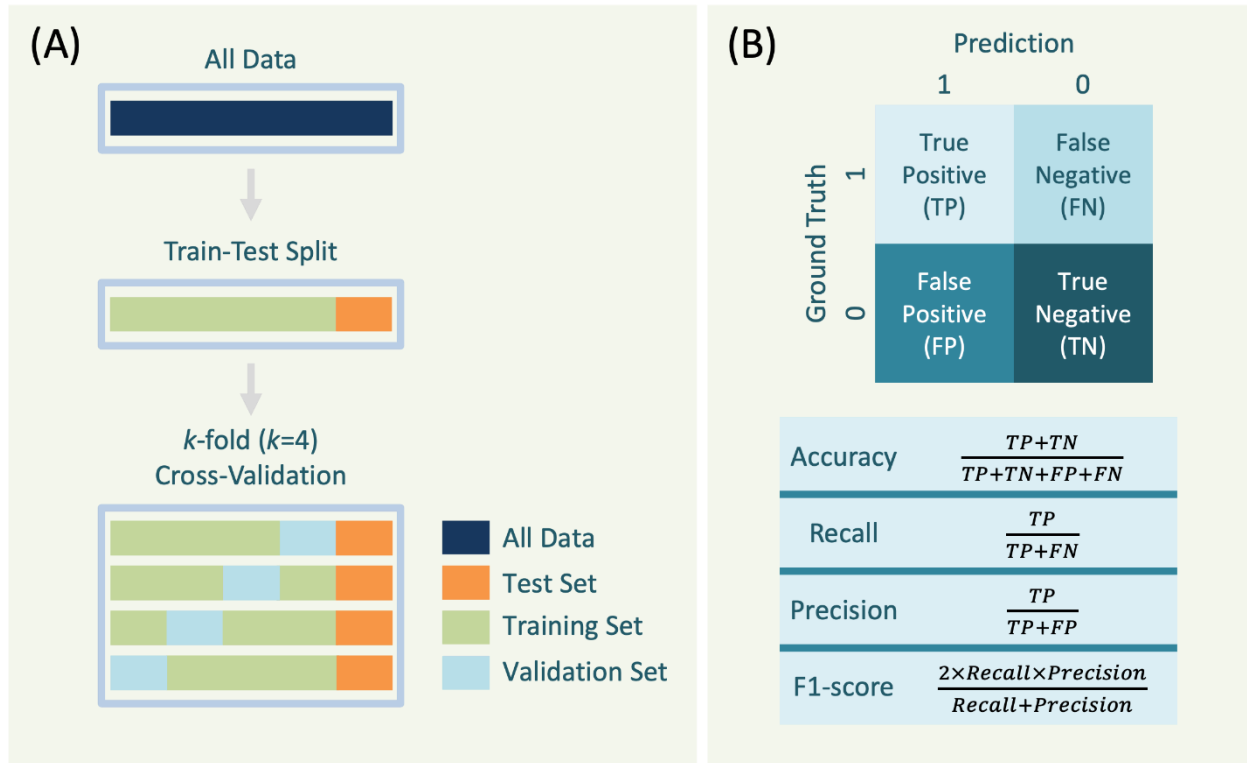 (A)
All Data
Train-Test Split
k-fold (k=4)
Cross-Validation
All Data
Test Set
Training Set
Validation Set
(B)
Prediction
1 0
Ground Truth
1
0
True
Positive
(TP)
False
Negative
(FN)
False
Positive
(FP)
True
Negative
(TN)
Accuracy
TP+TN
TP+TN+FP+FN
Recall
TP
TP+FN
Precision
TP
TP+FP
F1-score
2×Recall×Precision
Recall+Precision